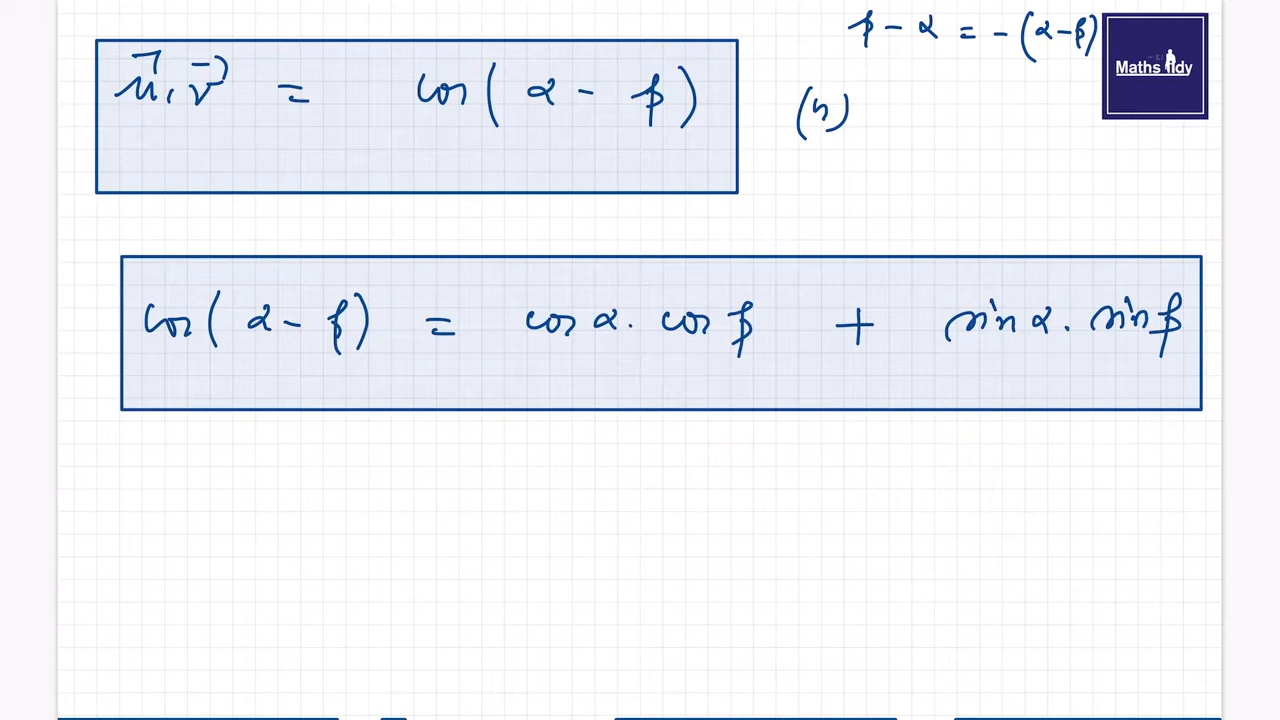 β - α = -(α-β)
Maths Tidy
u⃗ . v⃗ = cos( α - β)
cos( α - β) = cos α . cos β + sin α . sin β